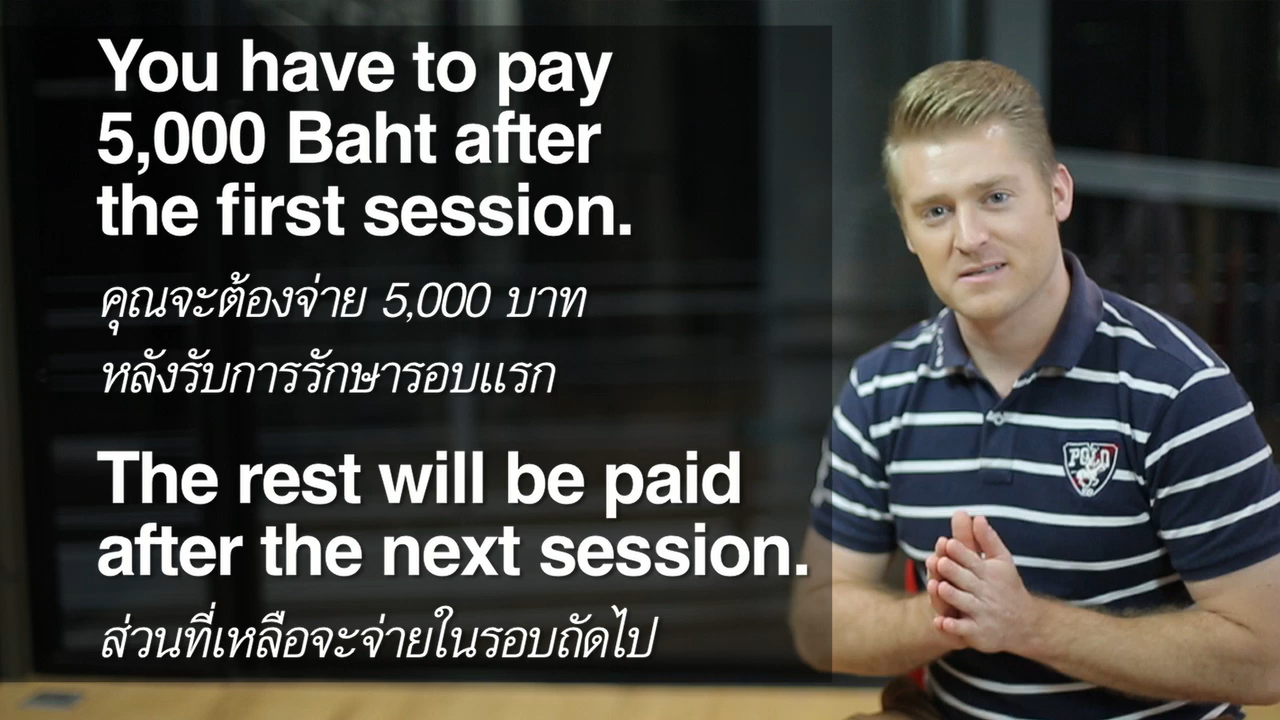 You have to pay
5,000 Baht after
the first session.
คุณจะต้องจ่าย 5,000 บาท
หลังรับการรักษารอบแรก
The rest will be paid
after the next session.
ส่วนที่เหลือจะจ่ายในรอบถัดไป
POLO